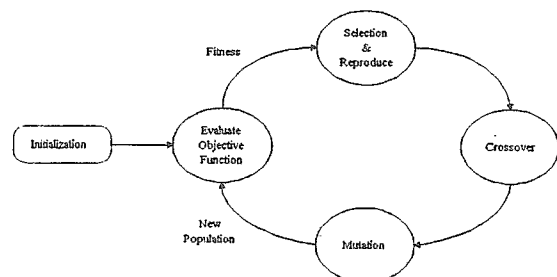 Selection
&
Reproduce
Fitness
Initialization
Evaluate
Objective
Function
Crossover
New
Population
Mutation